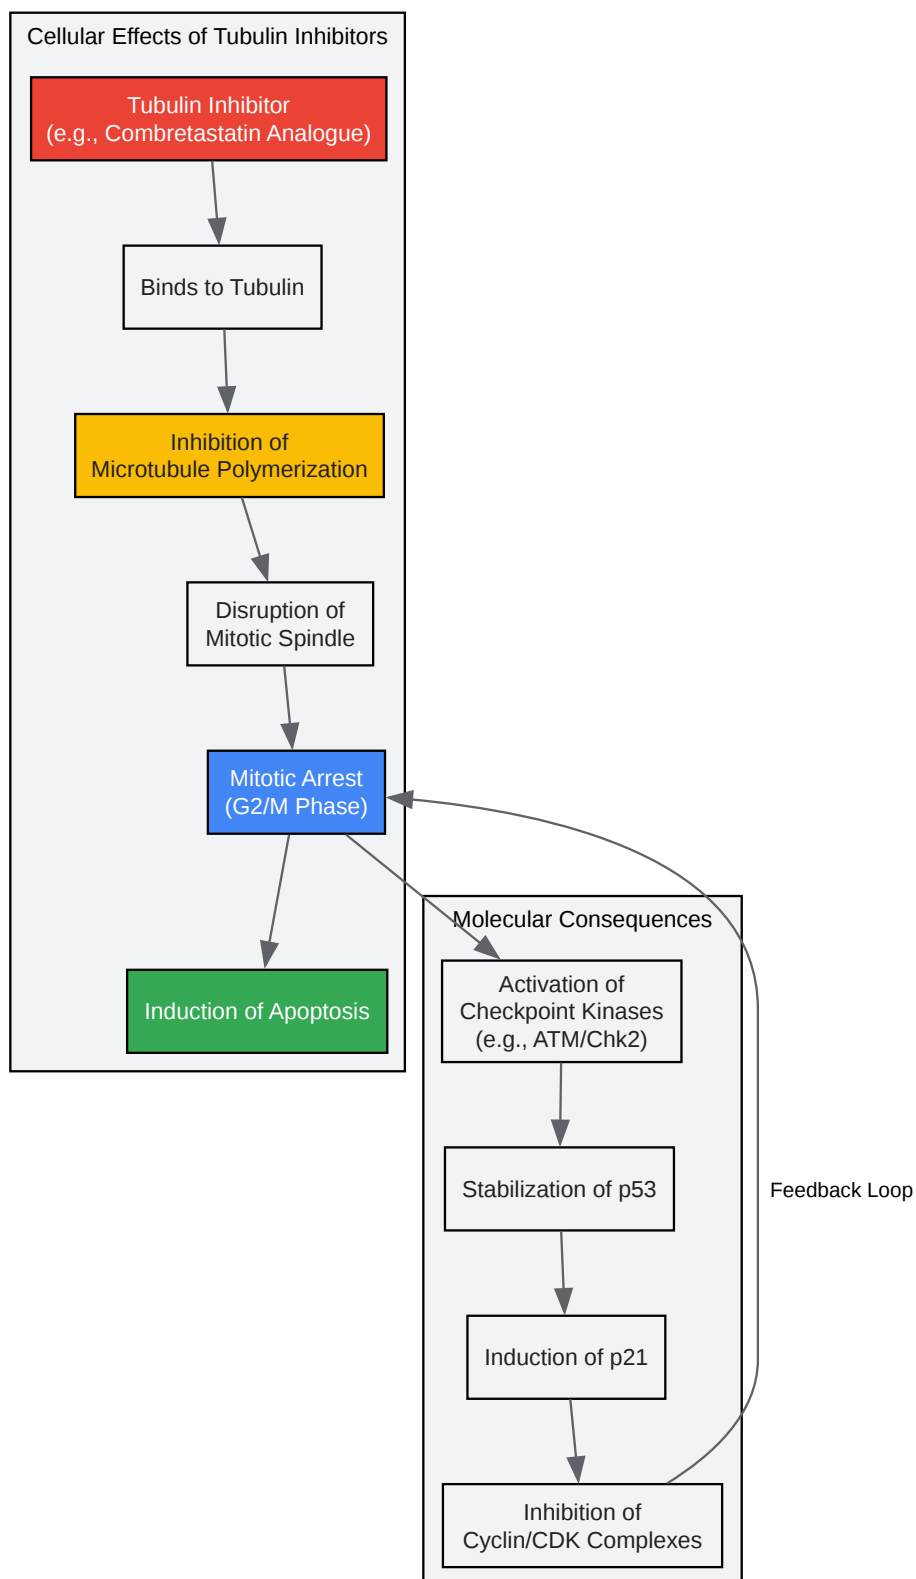 Cellular Effects of Tubulin Inhibitors
Tubulin Inhibitor
(e.g., Combretastatin Analogue)
Binds to Tubulin
Inhibition of
Microtubule Polymerization
Disruption of
Mitotic Spindle
Mitotic Arrest
(G2/M Phase)
Induction of Apoptosis
Molecular Consequences
Activation of
Checkpoint Kinases
(e.g., ATM/Chk2)
Stabilization of p53
Feedback Loop
Induction of p21
Inhibition of
Cyclin/CDK Complexes